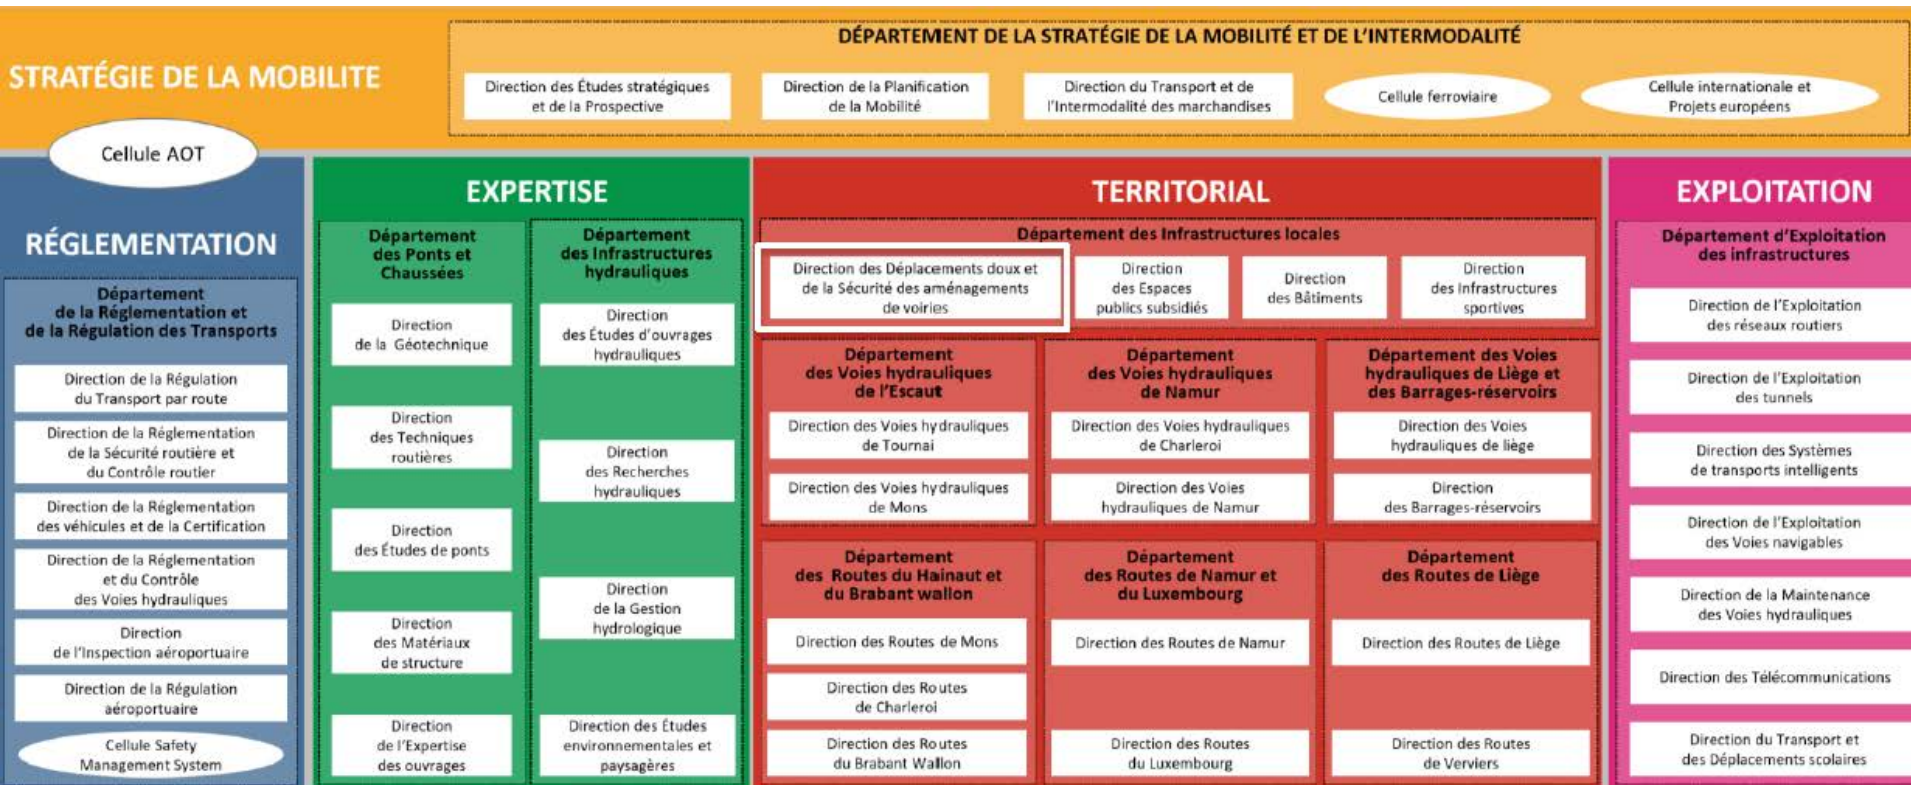 STRATÉGIE DE LA MOBILITE
DÉPARTEMENT DE LA STRATÉGIE DE LA MOBILITÉ ET DE L'INTERMODALITÉ
Direction des Études stratégiques
et de la Prospective
Direction de la Planification
de la Mobilité
Direction du Transport et de
l'Intermodalité des marchandises
Cellule ferroviaire
Cellule internationale et
Projets européens
Cellule AOT
RÉGLEMENTATION
Département
de la Réglementation et
de la Régulation des Transports
Direction de la Régulation
du Transport par route
Direction de la Réglementation
de la Sécurité routière et
du Contrôle routier
Direction de la Réglementation
des véhicules et de la Certification
Direction de la Réglementation
et du Contrôle
des Voies hydrauliques
Direction
de l'Inspection aéroportuaire
Direction de la Régulation
aéroportuaire
Cellule Safety
Management System
EXPERTISE
Département
des Ponts et
Chaussées
Direction
de la Géotechnique
Direction
des Techniques
routières
Direction
des Études de ponts
Direction
des Matériaux
de structure
Direction
de l'Expertise
des ouvrages
Département
des Infrastructures
hydrauliques
Direction
des Études d'ouvrages
hydrauliques
Direction
des Recherches
hydrauliques
Direction
de la Gestion
hydrologique
Direction des Études
environnementales et
paysagères
TERRITORIAL
Département des Infrastructures locales
Direction des Déplacements doux et
de la Sécurité des aménagements
de voiries
Direction
des Espaces
publics subsidiés
Direction
des Bâtiments
Direction
des Infrastructures
sportives
Département
des Voies hydrauliques
de l'Escaut
Direction des Voies hydrauliques
de Tournai
Direction des Voies hydrauliques
de Mons
Département
des Voies hydrauliques
de Namur
Direction des Voies hydrauliques
de Charleroi
Direction des Voies
hydrauliques de Namur
Département des Voies
hydrauliques de Liège et
des Barrages-réservoirs
Direction des Voies
hydrauliques de liège
Direction
des Barrages-réservoirs
Département
des Routes du Hainaut et
du Brabant wallon
Direction des Routes de Mons
Direction des Routes
de Charleroi
Direction des Routes
du Brabant Wallon
Département
des Routes de Namur et
du Luxembourg
Direction des Routes de Namur
Direction des Routes
du Luxembourg
Département
des Routes de Liège
Direction des Routes de Liège
Direction des Routes
de Verviers
EXPLOITATION
Département d'Exploitation
des infrastructures
Direction de l'Exploitation
des réseaux routiers
Direction de l'Exploitation
des tunnels
Direction des Systèmes
de transports intelligents
Direction de l'Exploitation
des Voies navigables
Direction de la Maintenance
des Voies hydrauliques
Direction des Télécommunications
Direction du Transport et
des Déplacements scolaires